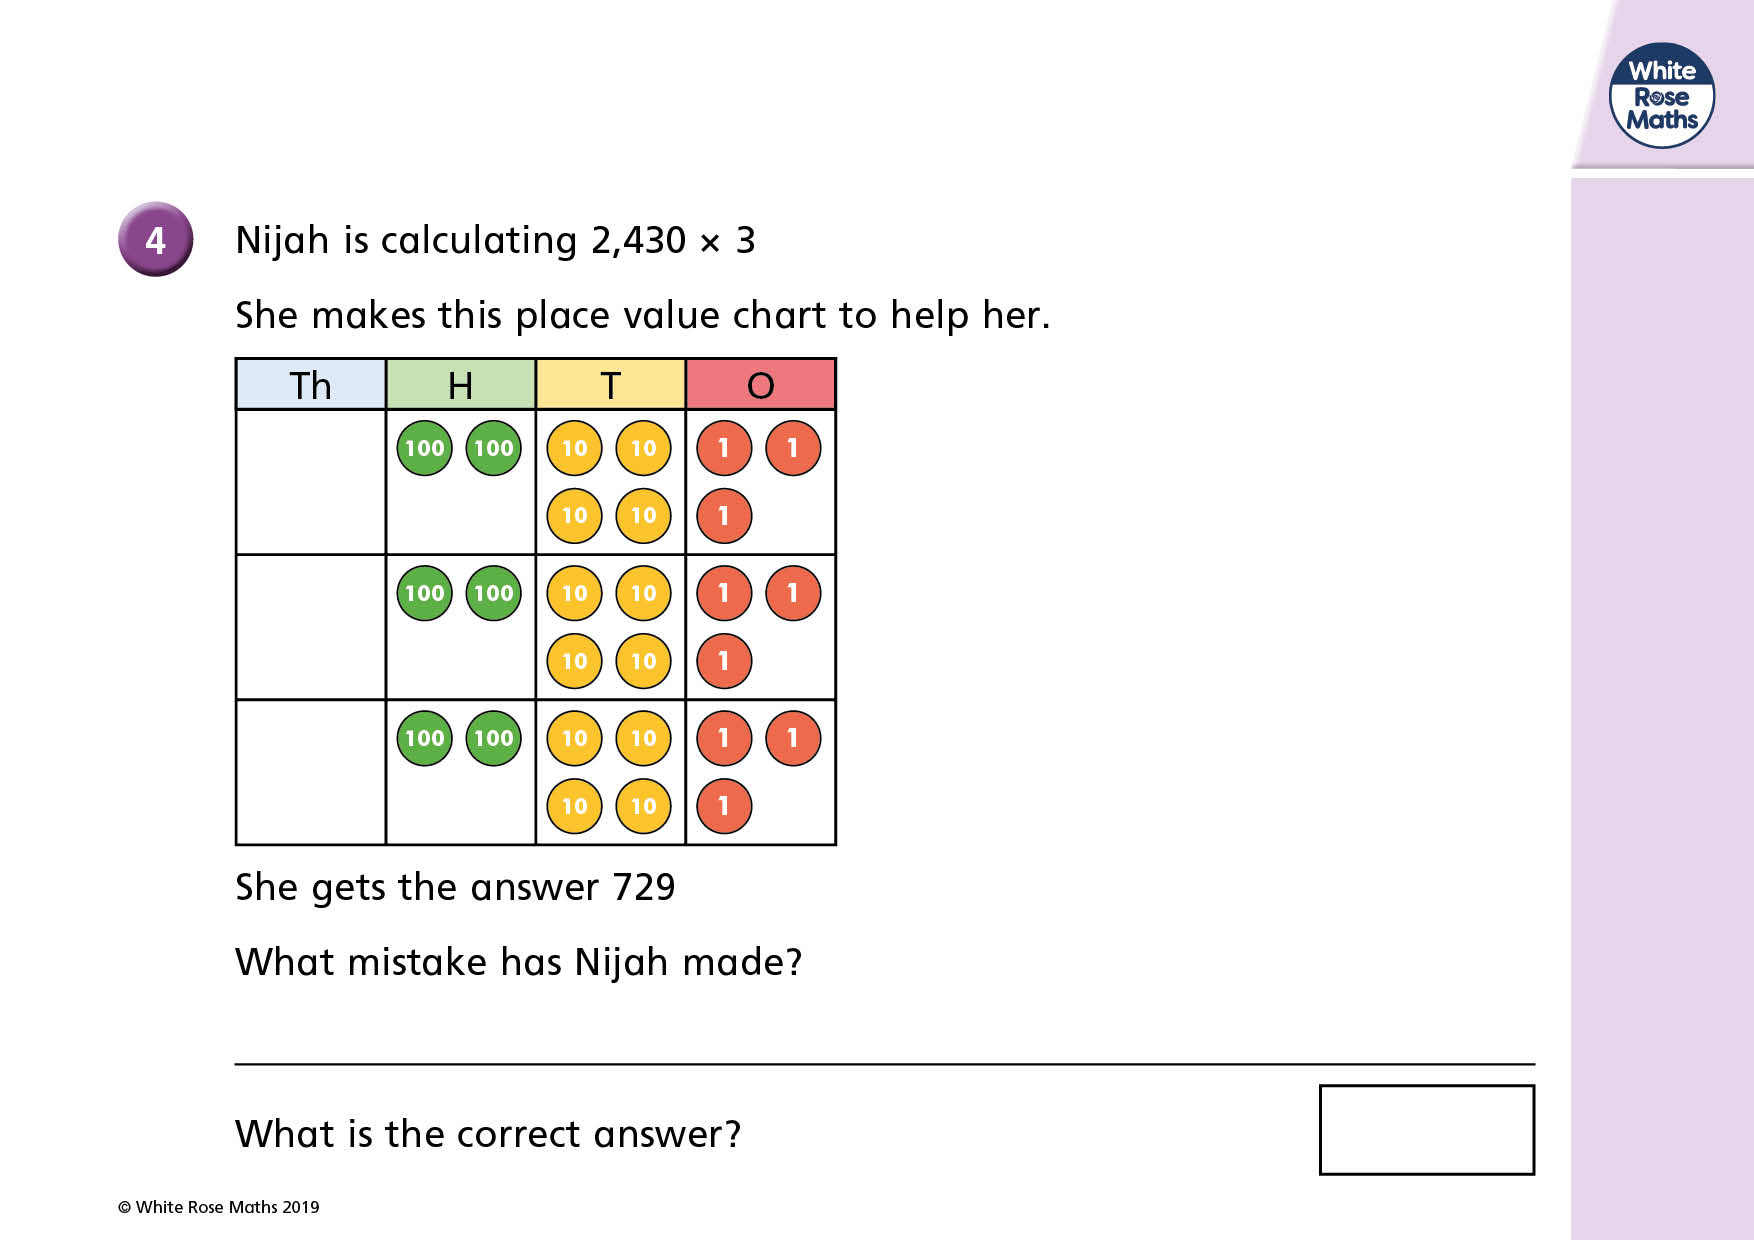 White
Rose
Maths
4 Nijah is calculating 2,430 × 3
She makes this place value chart to help her.
Th H T O
100 100 10 10 1 1
10 10 1
100 100 10 10 1 1
10 10 1
100 100 10 10 1 1
10 10 1
She gets the answer 729
What mistake has Nijah made?
What is the correct answer?
© White Rose Maths 2019